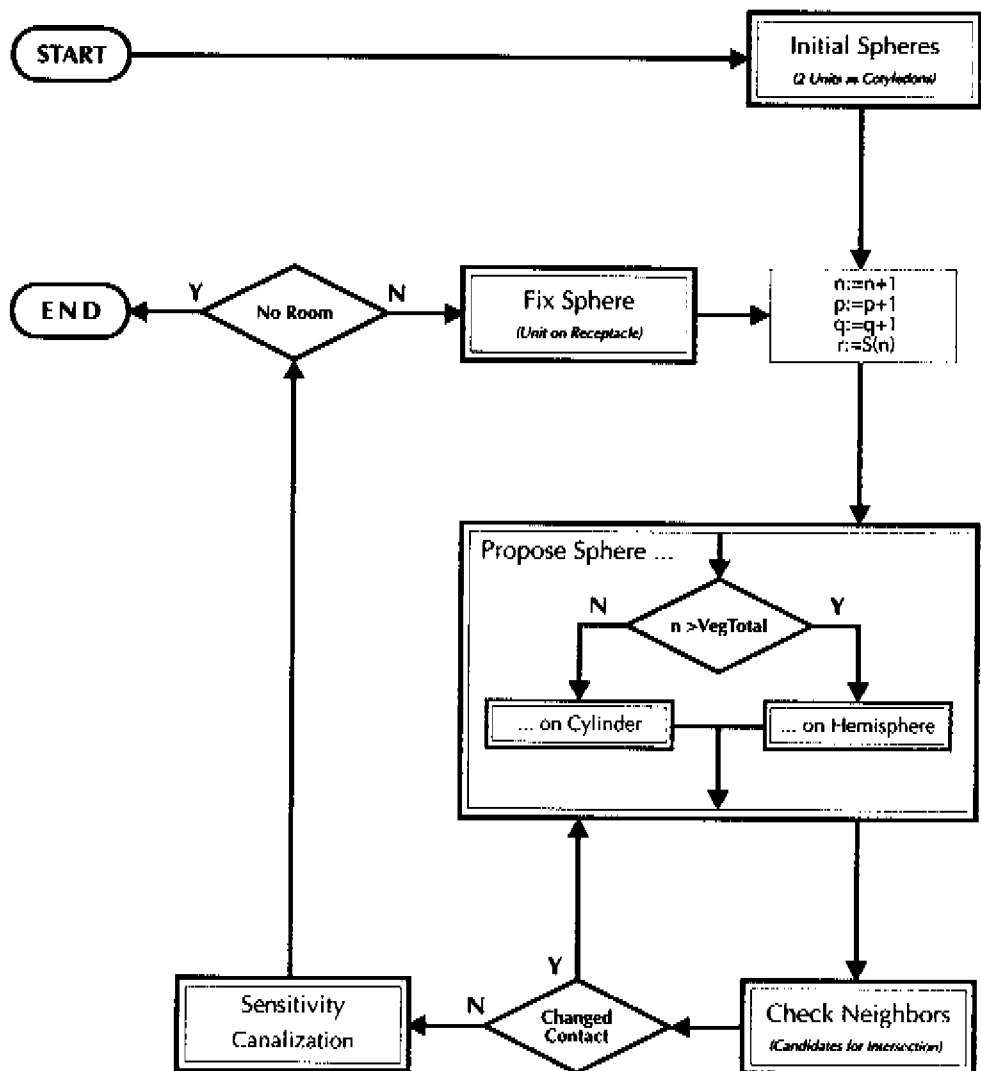 START
Initial Spheres
(2 Units as Cotyledons)
END
Y
No Room
N
Fix Sphere
(Unit on Receptacle)
n:=n+1
p:=p+1
q:=q+1
r:=S(n)
Propose Sphere ...
N
n >VegTotal
Y
... on Cylinder
... on Hemisphere
Sensitivity
Canalization
N
Y
Changed
Contact
Check Neighbors
(Candidates for Intersection)